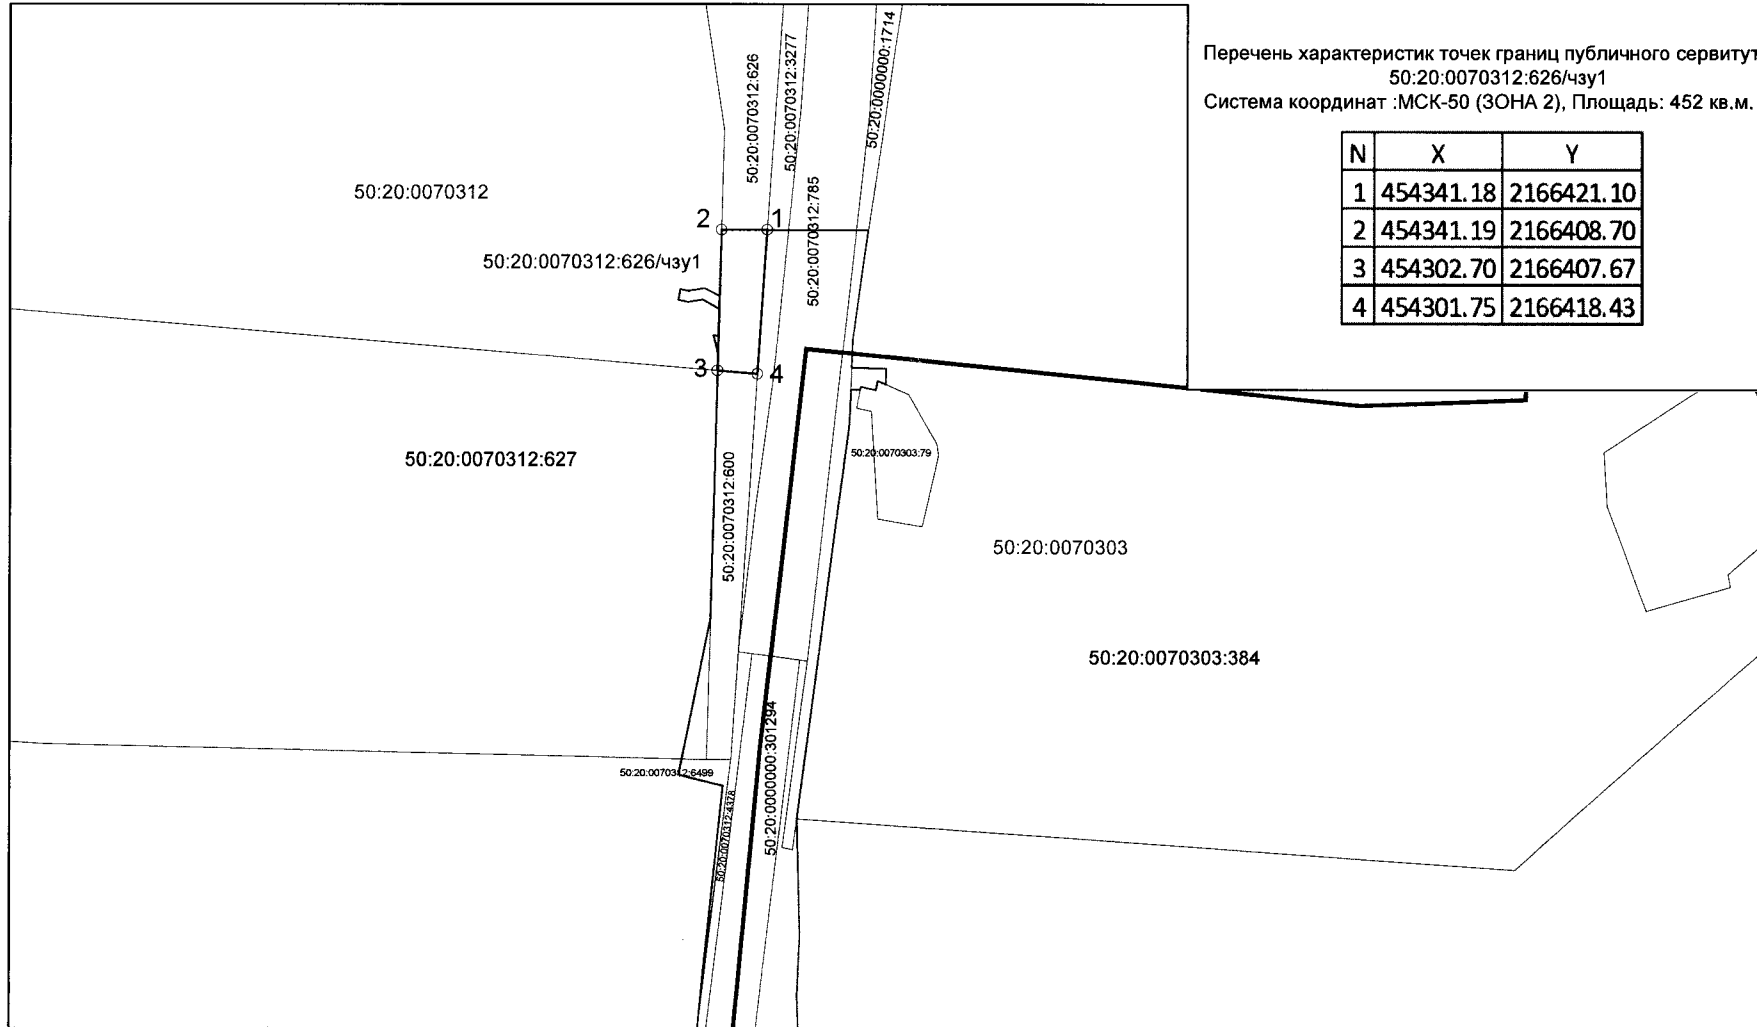 Перечень характеристик точек границ публичного сервитут
50:20:0070312:626/чзу1
Система координат :МСК-50 (ЗОНА 2), Площадь: 452 кв.м.
N X Y
1 454341.18 2166421.10
2 454341.19 2166408.70
3 454302.70 2166407.67
4 454301.75 2166418.43
50:20:0070312:626
50:20:0070312:3277
50:20:0000000:1714
50:20:0070312
50:20:0070312:785
2
1
50:20:0070312:626/чзу1
3
4
50:20:0070312:627
50:20:0070312:600
50:20:0070303:79
50:20:0070303
50:20:0070303:384
50:20:0000000:301294
50:20:0070312:6499
50:20:0070312:4378